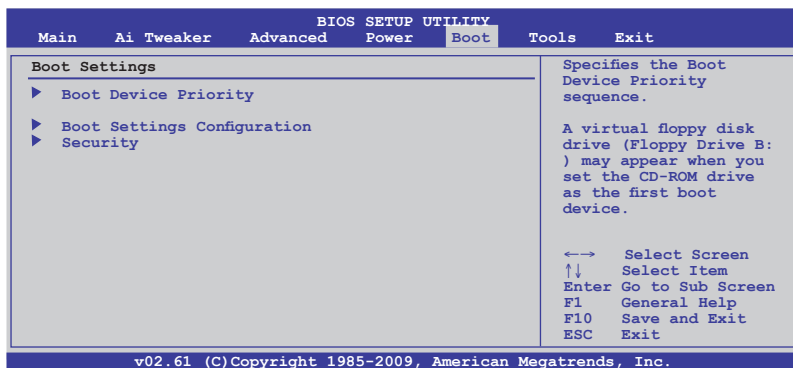 BIOS SETUP UTILITY
Main Ai Tweaker Advanced Power Boot Tools Exit
Boot Settings
Boot Device Priority
Boot Settings Configuration
Security
Specifies the Boot
Device Priority
sequence.
A virtual floppy disk
drive (Floppy Drive B:
) may appear when you
set the CD-ROM drive
as the first boot
device.
←→ Select Screen
↑↓ Select Item
Enter Go to Sub Screen
F1 General Help
F10 Save and Exit
ESC Exit
v02.61 (C)Copyright 1985-2009, American Megatrends, Inc.